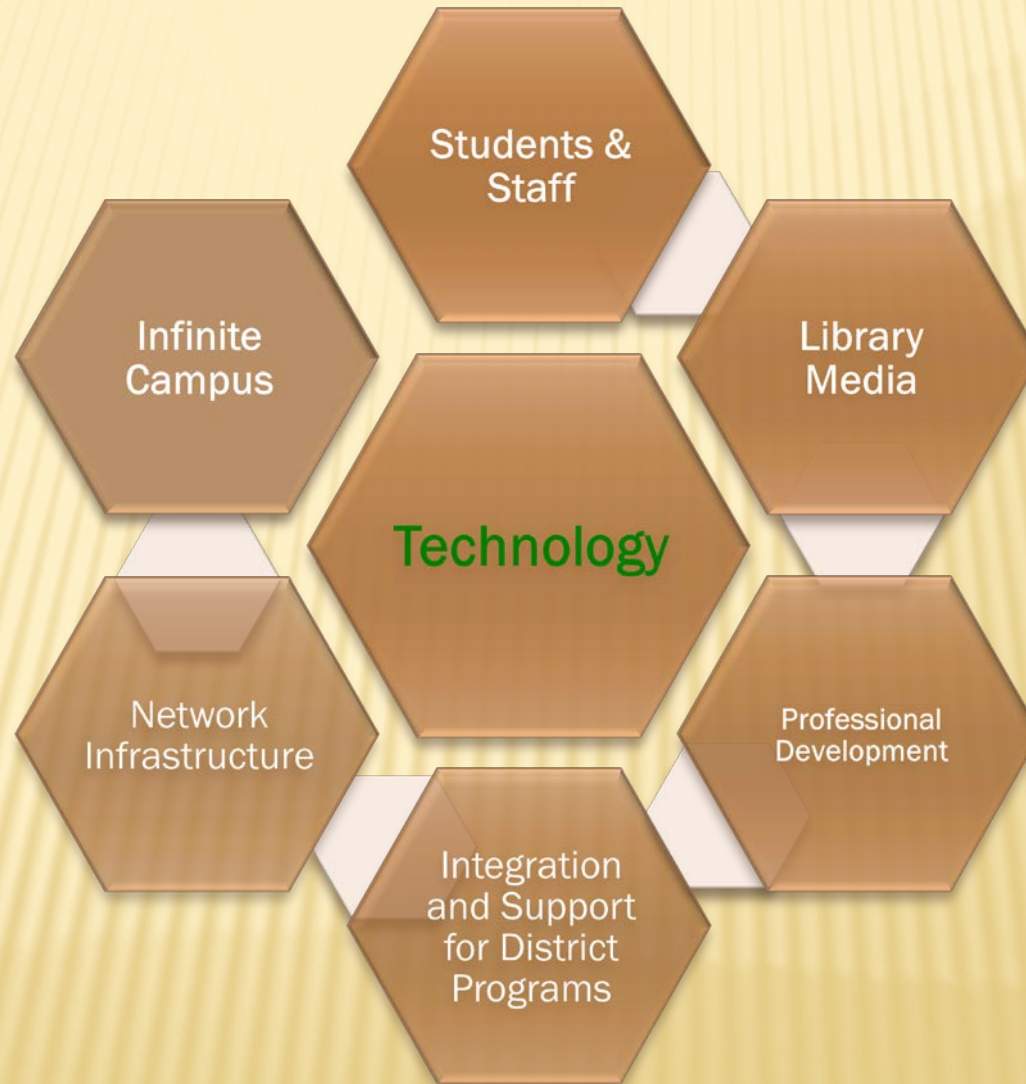 Students &
Staff
Library
Media
Professional
Development
Integration
and Support
for District
Programs
Network
Infrastructure
Infinite
Campus
Technology